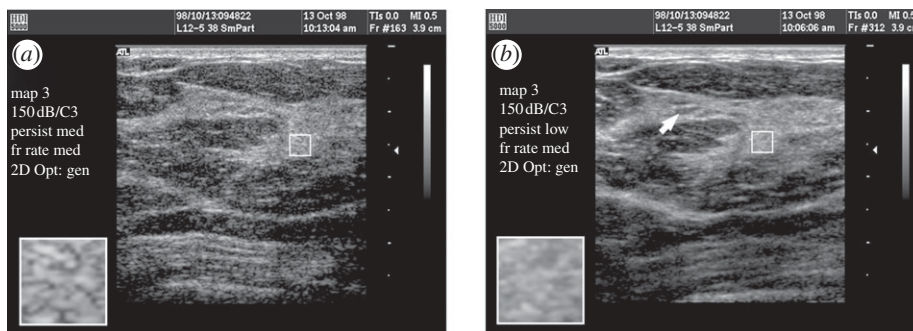 HDI
5000
98/10/13:094822
L12-5 38 SmPart
13 Oct 98
10:13:04 am
TIs 0.0 MI 0.5
Fr #163 3.9 cm
(a)
ATL
map 3
150 dB/C3
persist med
fr rate med
2D Opt: gen
HDI
5000
98/10/13:094822
L12-5 38 SmPart
13 Oct 98
10:06:06 am
TIs 0.0 MI 0.5
Fr #312 3.9 cm
(b)
ATL
map 3
150 dB/C3
persist low
fr rate med
2D Opt: gen